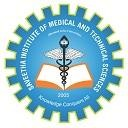 SAVEETHA INSTITUTE OF MEDICAL AND TECHNICAL SCIENCES
2005
Knowledge Conquers All